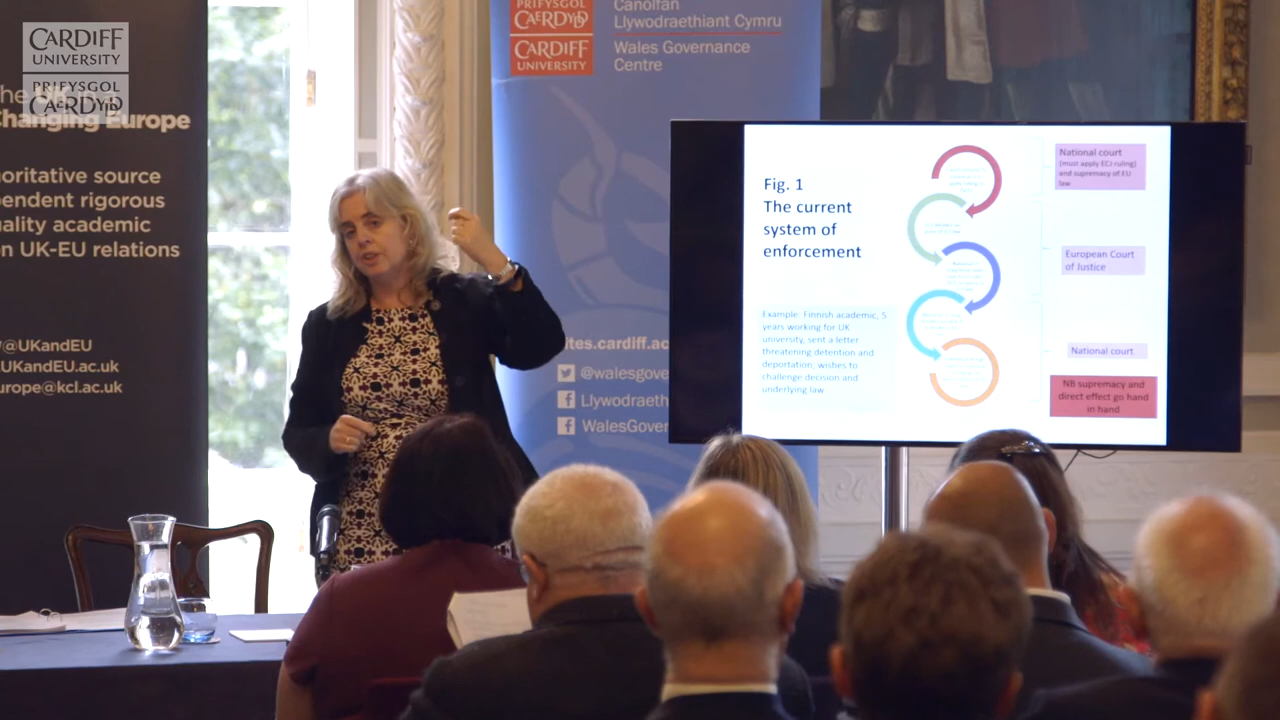 CARDIFF
UNIVERSITY
PRIFYSGOL
CAERDYDD
Changing Europe
oritative source
pendent rigorous
ality academic
on UK-EU relations
@UKandEU
UKandEU.ac.uk
urope@kcl.ac.uk
PRIFYSGOL
CAERDYDD
CARDIFF
UNIVERSITY
Canolfan
Llywodraethiant Cymru
Wales Governance
Centre
ites.cardiff.ac
@walesgove
Llywodraeth
WalesGover
Fig. 1
The current
system of
enforcement
Example: Finnish academic, 5
years working for UK
university, sent a letter
threatening detention and
deportation, wishes to
challenge decision and
underlying law.
National court
(must apply ECJ ruling)
and supremacy of EU
law
European Court
of Justice
National court
NB supremacy and
direct effect go hand
in hand